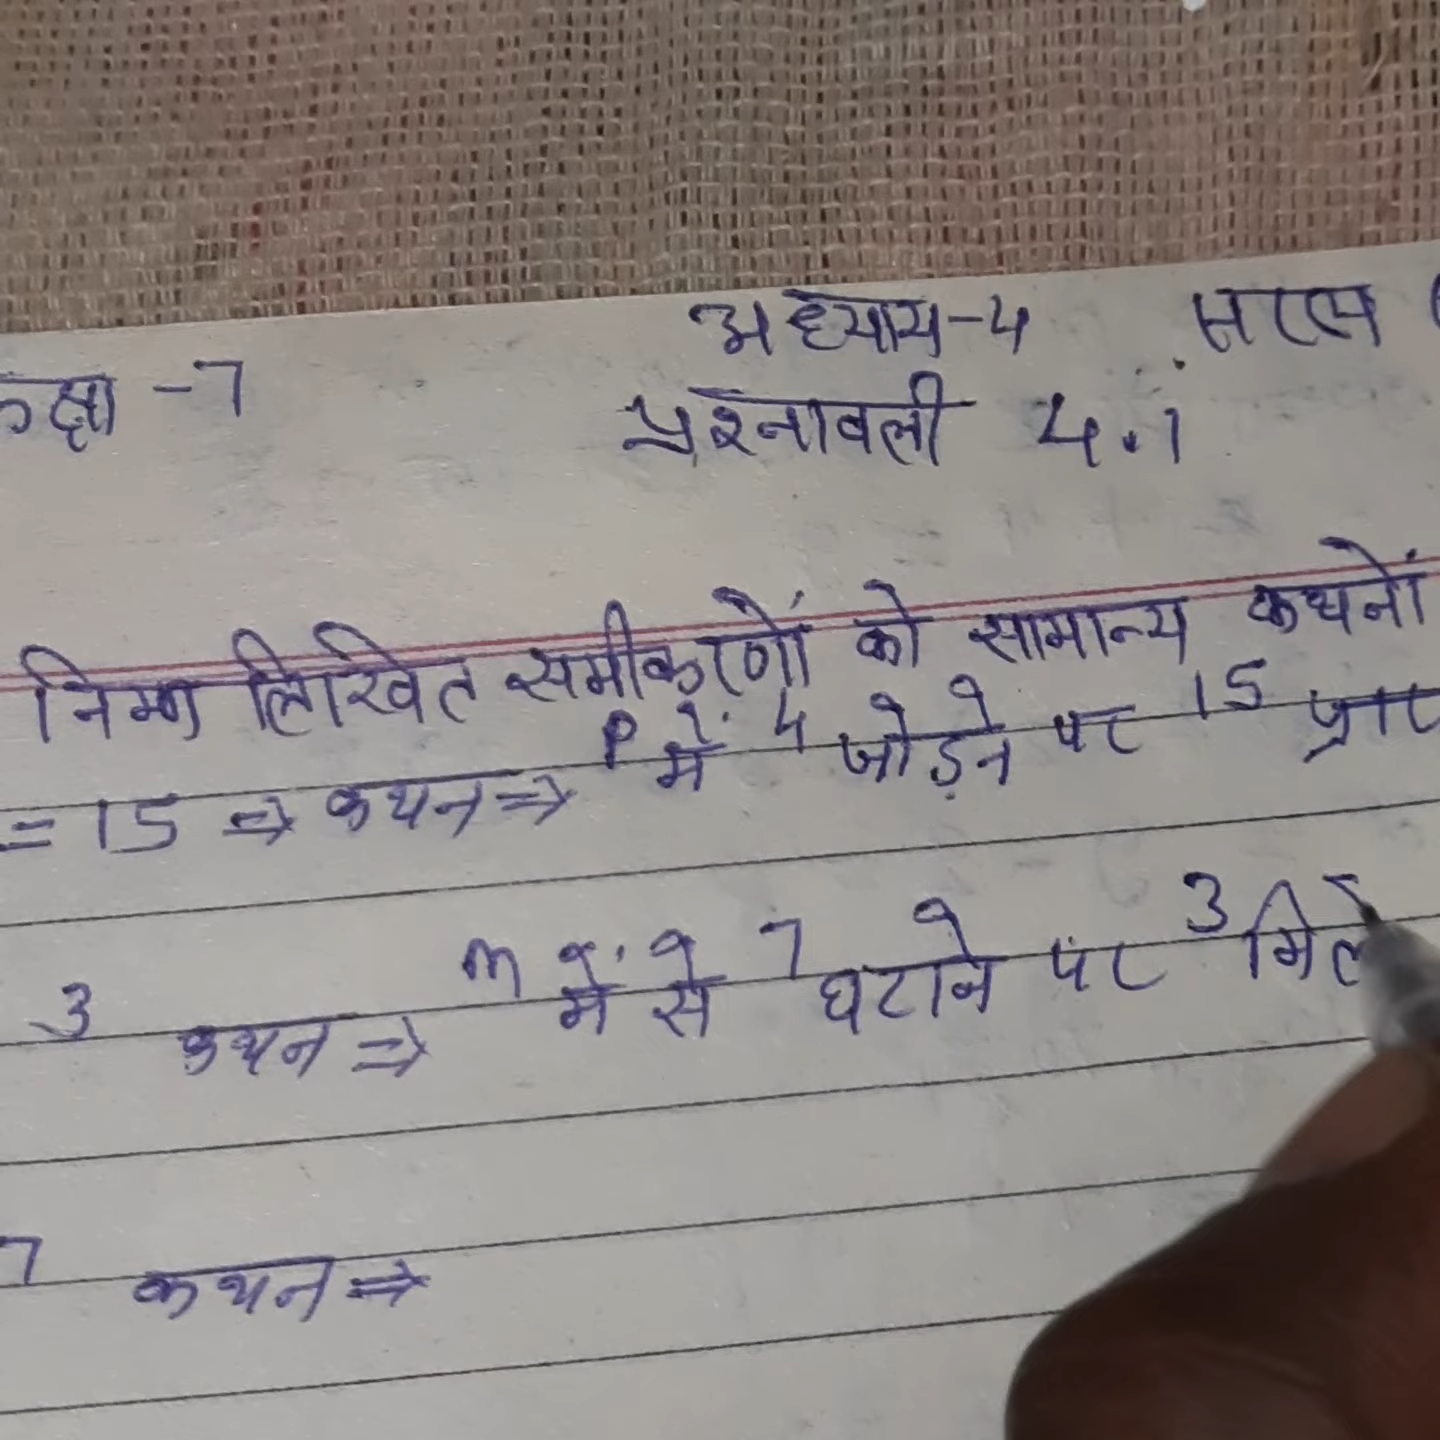 अध्याय-4 सरल
कक्षा -7
प्रश्नावली 4.1
निम्न लिखित समीकरणों को सामान्य कथनों
= 15 ⇒ कथन ⇒ P में 4 जोड़ने पर 15 प्रा
3 कथन ⇒ m में से 7 घटाने पर 3
7 कथन ⇒